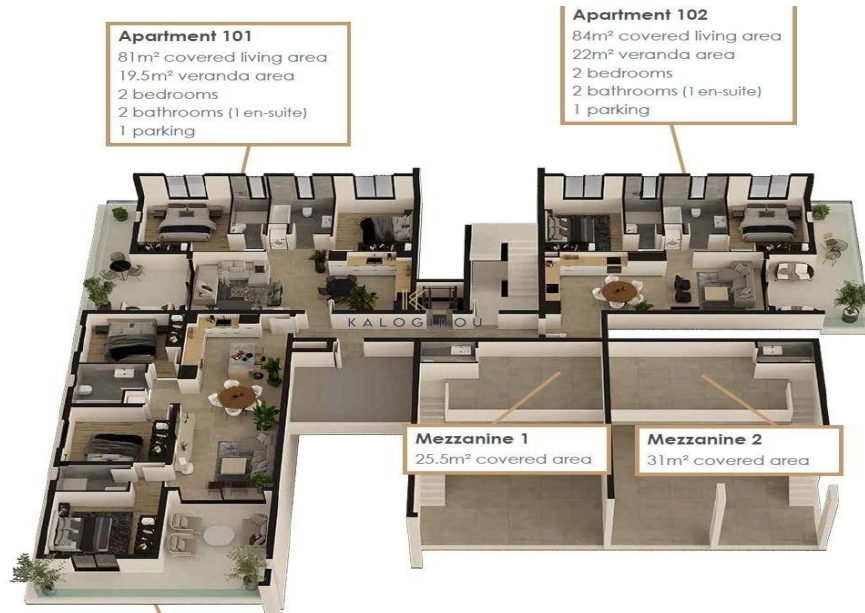 Apartment 101
81m² covered living area
19.5m² veranda area
2 bedrooms
2 bathrooms (1 en-suite)
1 parking
Apartment 102
84m² covered living area
22m² veranda area
2 bedrooms
2 bathrooms (1 en-suite)
1 parking
KALOGIROU
Mezzanine 1
25.5m² covered area
Mezzanine 2
31m² covered area